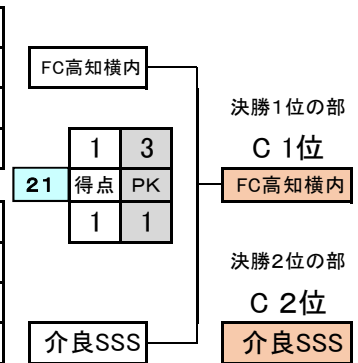 FC高知横内
決勝1位の部
1 3
C 1位
21 得点 PK
FC高知横内
1 1
決勝2位の部
C 2位
介良SSS
介良SSS